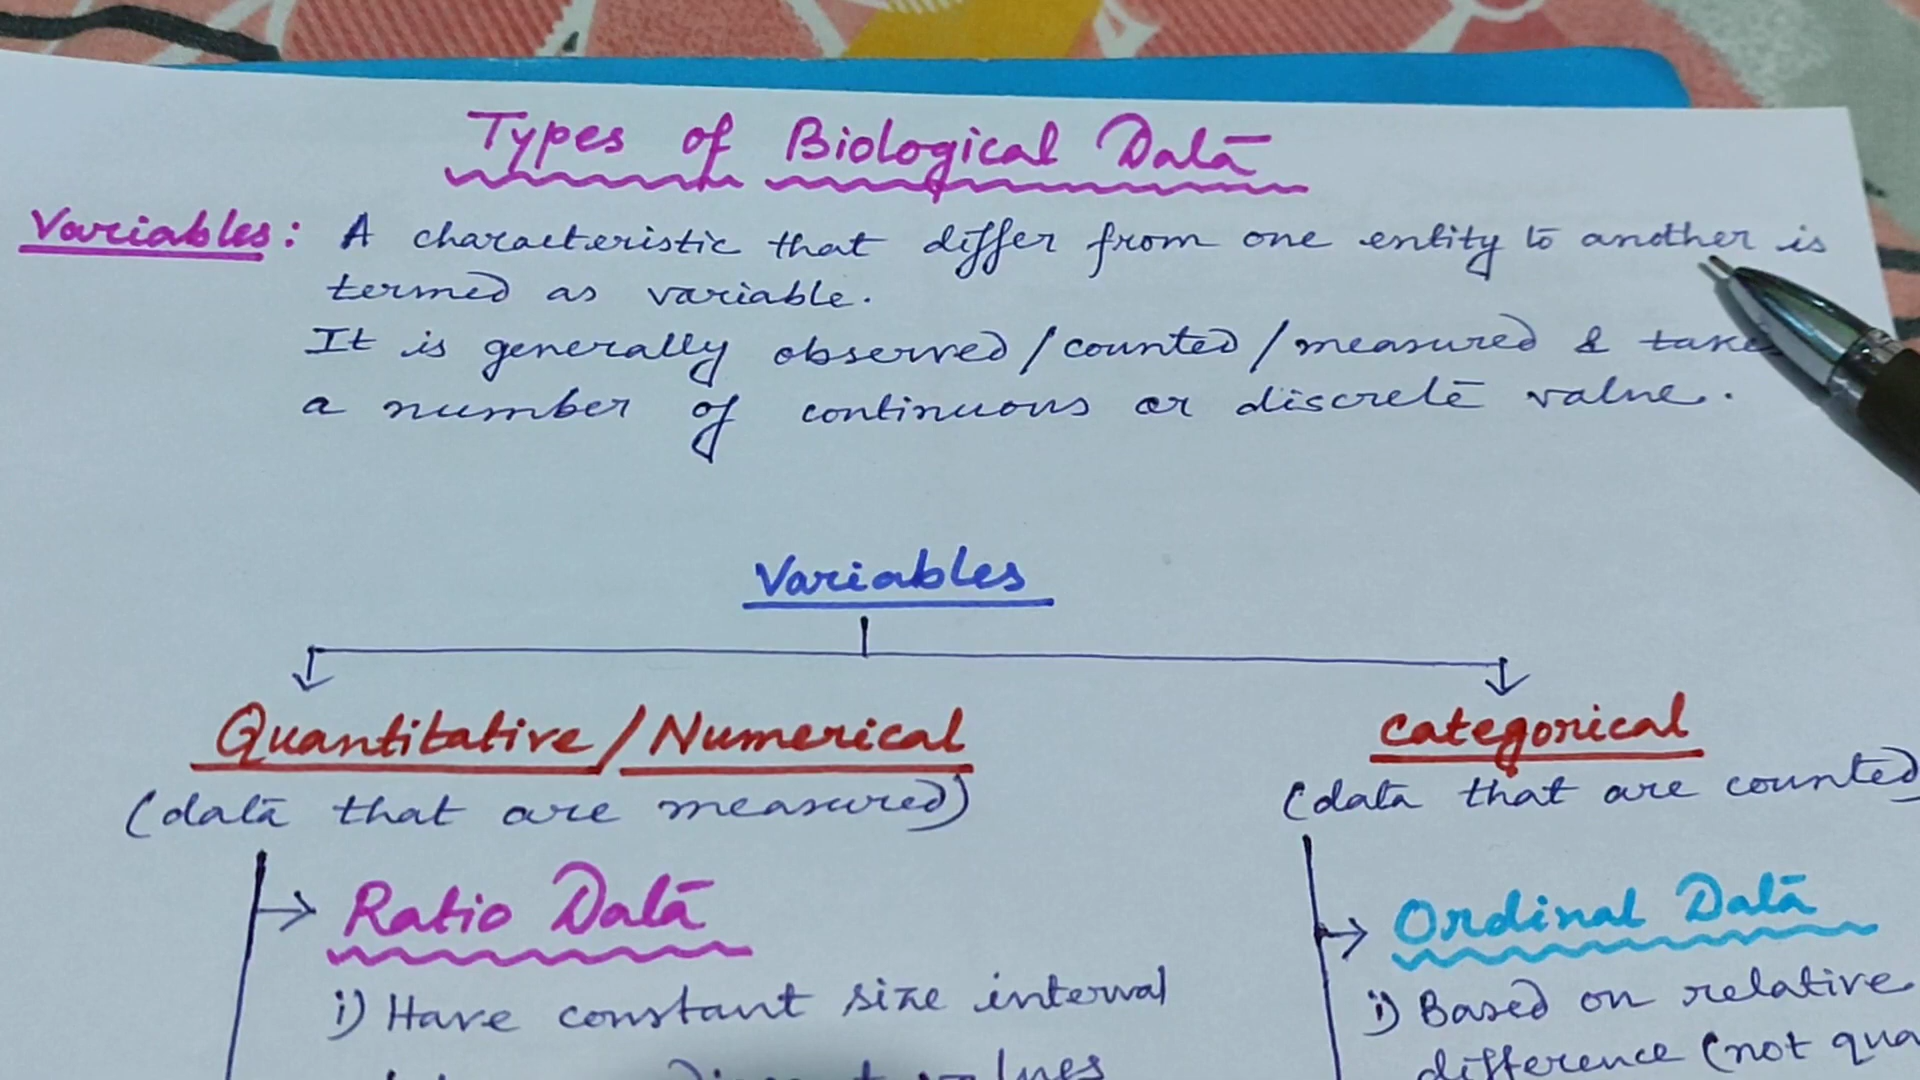 Types of Biological Data
Variables: A characteristic that differ from one entity to another is
termed as variable.
It is generally observed/counted/measured & take
a number of continuous or discrete value.
Variables
Quantitative/Numerical
Categorical
(data that are measured)
(data that are counted)
Ratio Data
Ordinal Data
i) Have constant size interval
i) Based on relative
values
difference (not qua